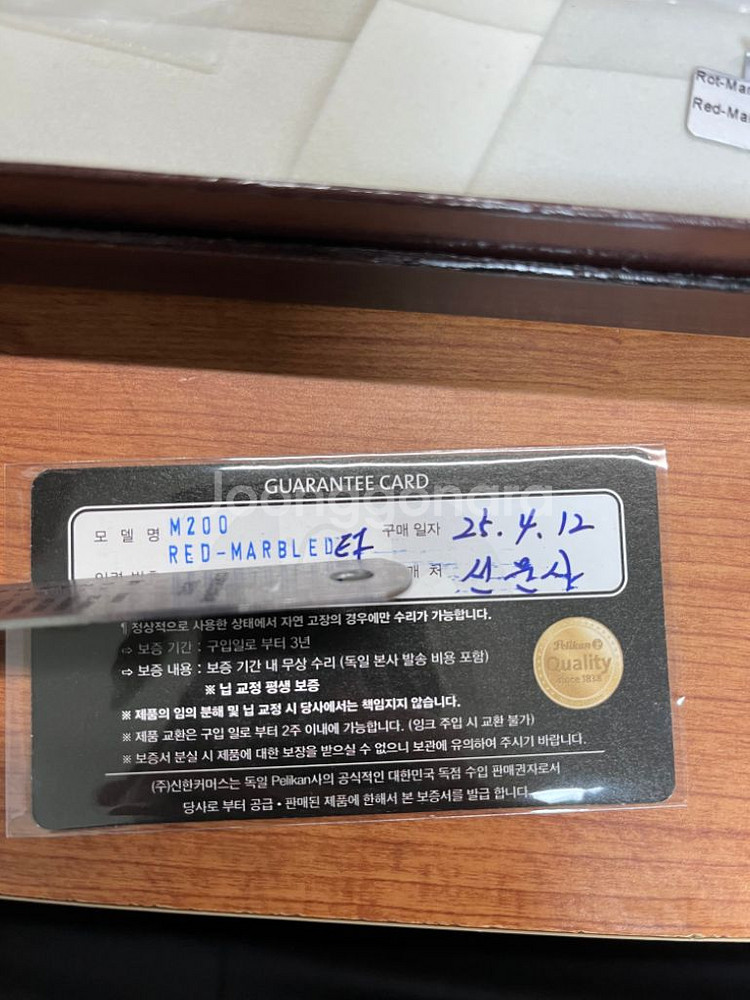 Rot-Mar
Red-Mar
GUARANTEE CARD
joonggonara
모 델 명 M200 구매 일자 25.4.12
RED-MARBLED EF
매 처
¶ 정상적으로 사용한 상태에서 자연 고장의 경우에만 수리가 가능합니다.
⇨ 보증 기간 : 구입일로 부터 3년
⇨ 보증 내용 : 보증 기간 내 무상 수리 (독일 본사 발송 비용 포함)
※ 닙 교정 평생 보증
※ 제품의 임의 분해 및 닙 교정 시 당사에서는 책임지지 않습니다.
※ 제품 교환은 구입 일로 부터 2주 이내에 가능합니다. (잉크 주입 시 교환 불가)
※ 보증서 분실 시 제품에 대한 보장을 받으실 수 없으니 보관에 유의하여 주시기 바랍니다.
Pelikan
Quality
since 1838
(주)신한커머스는 독일 Pelikan사의 공식적인 대한민국 독점 수입 판매권자로서
당사로 부터 공급 • 판매된 제품에 한해서 본 보증서를 발급 합니다.